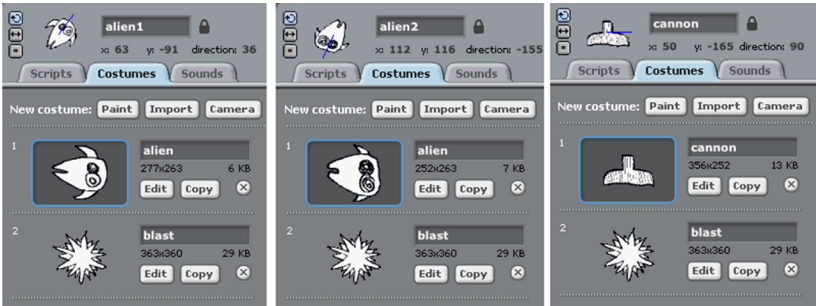 alien1
x: 63 y: -91 direction: 36
Scripts Costumes Sounds
New costume: Paint Import Camera
1
alien
277x263 6 KB
Edit Copy
2
blast
363x360 29 KB
Edit Copy
alien2
x: 112 y: 116 direction: -155
Scripts Costumes Sounds
New costume: Paint Import Camera
1
alien
252x263 7 KB
Edit Copy
2
blast
363x360 29 KB
Edit Copy
cannon
x: 50 y: -165 direction: 90
Scripts Costumes Sounds
New costume: Paint Import Camera
1
cannon
356x252 13 KB
Edit Copy
2
blast
363x360 29 KB
Edit Copy